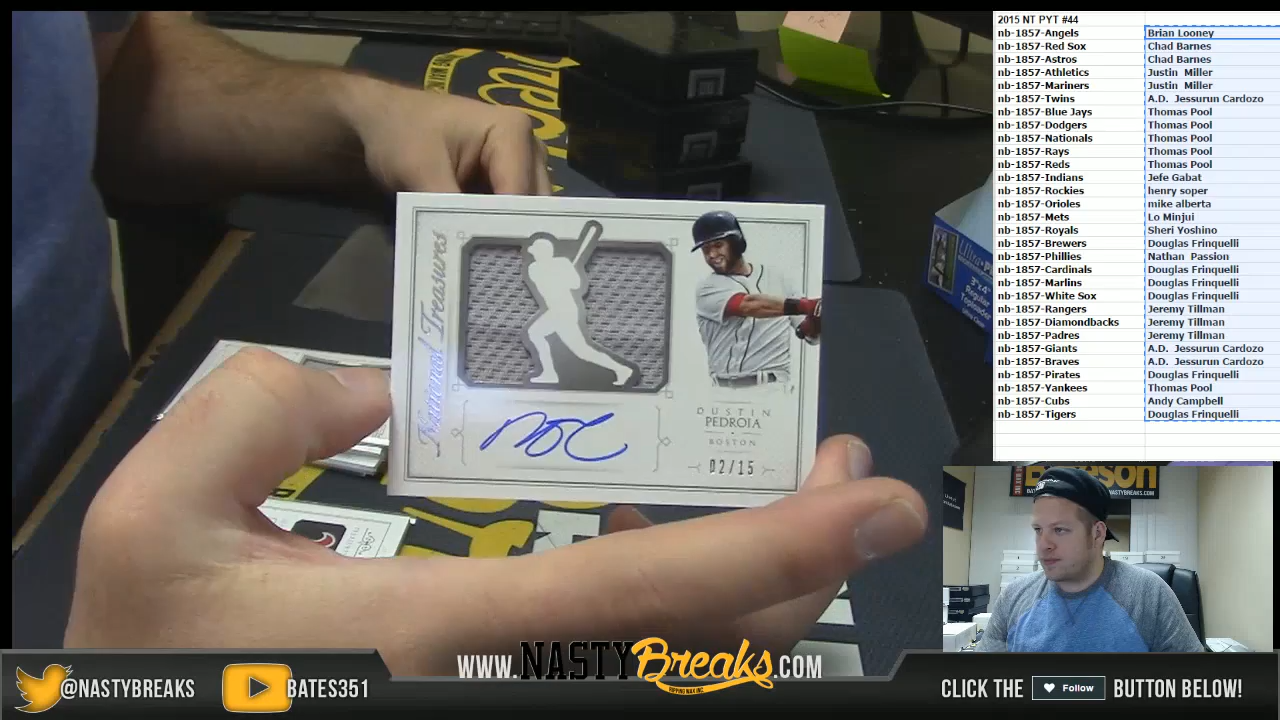 2015 NT PYT #44
nb-1857-Angels Brian Looney
nb-1857-Red Sox Chad Barnes
nb-1857-Astros Chad Barnes
nb-1857-Athletics Justin Miller
nb-1857-Mariners Justin Miller
nb-1857-Twins A.D. Jessurun Cardozo
nb-1857-Blue Jays Thomas Pool
nb-1857-Dodgers Thomas Pool
nb-1857-Nationals Thomas Pool
nb-1857-Rays Thomas Pool
nb-1857-Reds Thomas Pool
nb-1857-Indians Jefe Gabat
nb-1857-Rockies henry soper
nb-1857-Orioles mike alberta
nb-1857-Mets Lo Minjui
nb-1857-Royals Sheri Yoshino
nb-1857-Brewers Douglas Frinquelli
nb-1857-Phillies Nathan Passion
nb-1857-Cardinals Douglas Frinquelli
nb-1857-Marlins Douglas Frinquelli
nb-1857-White Sox Douglas Frinquelli
nb-1857-Rangers Jeremy Tillman
nb-1857-Diamondbacks Jeremy Tillman
nb-1857-Padres Jeremy Tillman
nb-1857-Giants A.D. Jessurun Cardozo
nb-1857-Braves A.D. Jessurun Cardozo
nb-1857-Pirates Douglas Frinquelli
nb-1857-Yankees Thomas Pool
nb-1857-Cubs Andy Campbell
nb-1857-Tigers Douglas Frinquelli
National Treasures
DUSTIN
PEDROIA
BOSTON
02/15
@NASTYBREAKS
BATES351
WWW.NASTYBreaks.COM
RIPPING WAX INC.
CLICK THE Follow BUTTON BELOW!